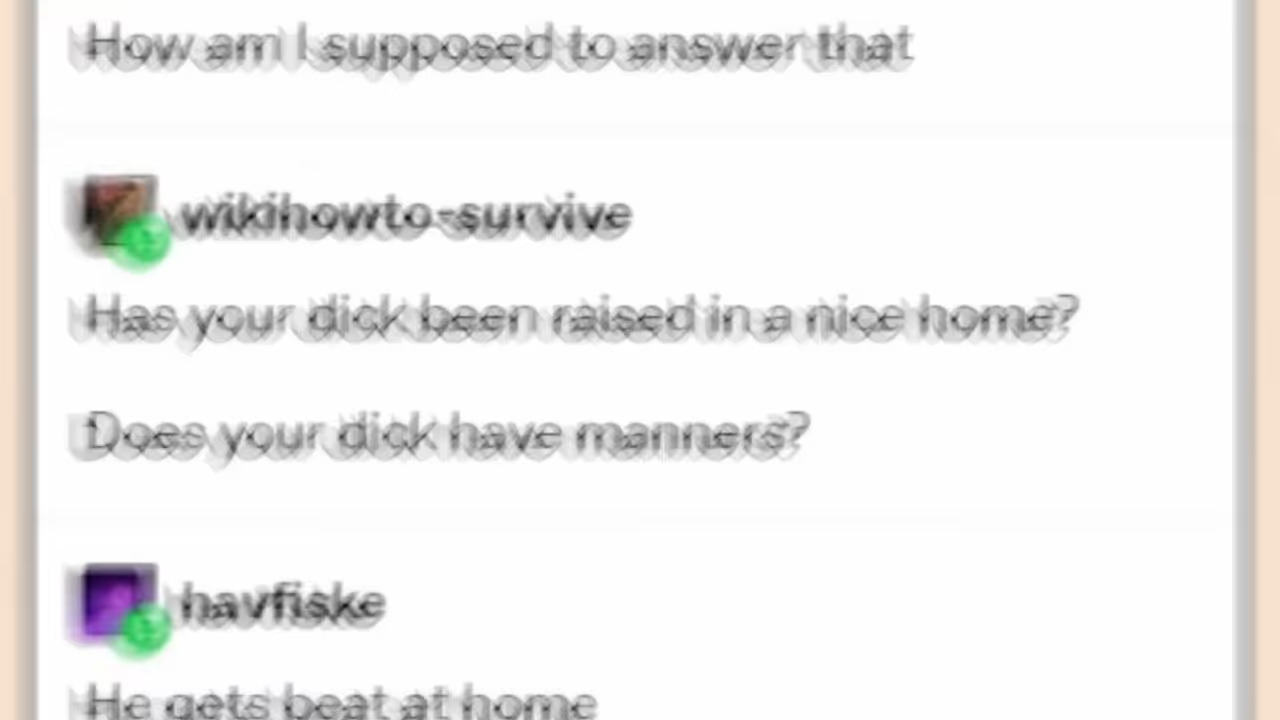 How am I supposed to answer that
wikihowto-survive
Has your dick been raised in a nice home?
Does your dick have manners?
havfiske
He gets beat at home